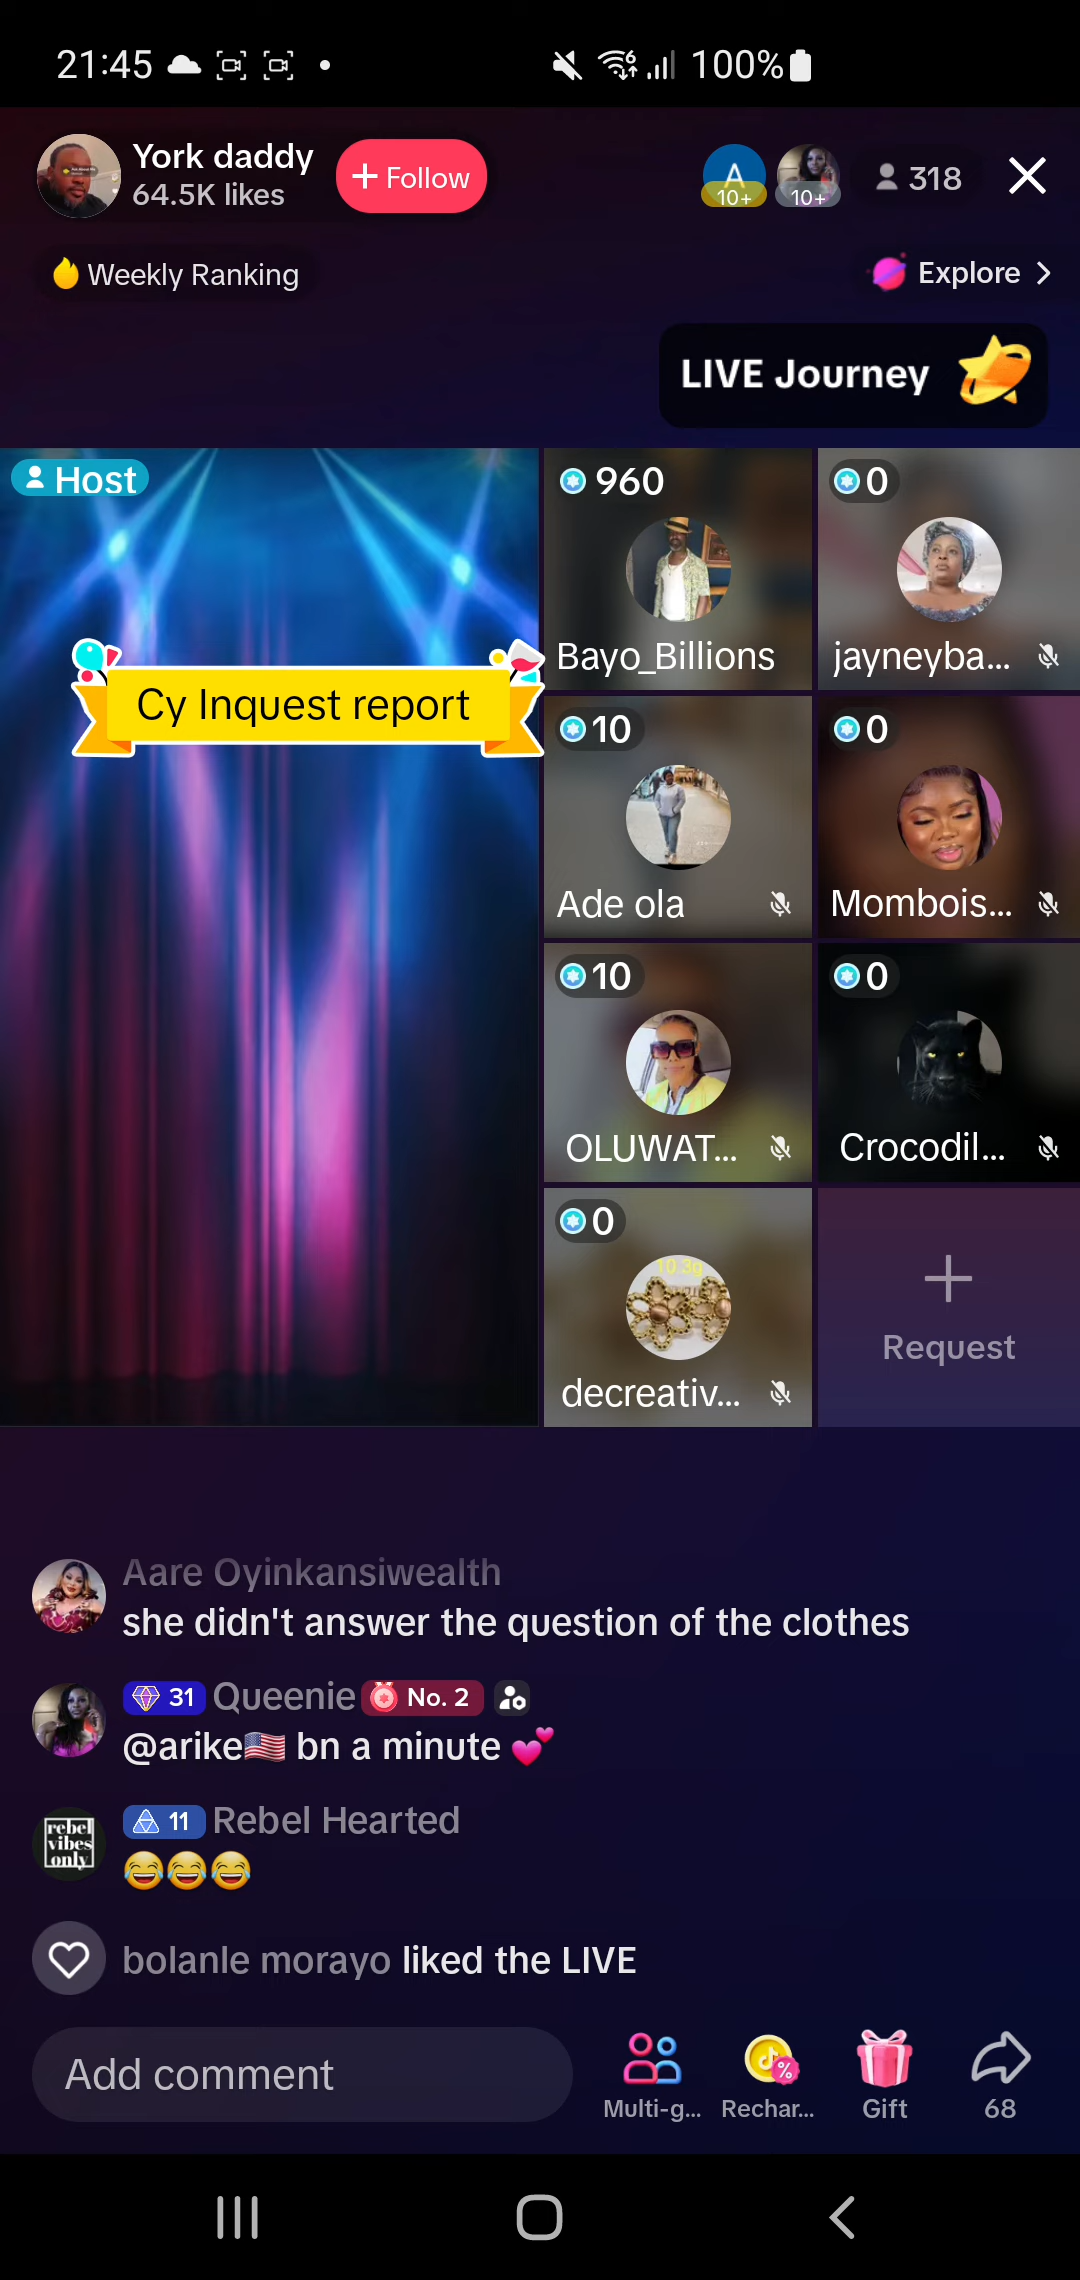 21:45
100%
York daddy
64.5K likes
+ Follow
A
10+
10+
318
Weekly Ranking
Explore >
LIVE Journey
Host
Cy Inquest report
960
Bayo_Billions
0
jayneyba...
10
Ade ola
0
Mombois...
10
OLUWAT...
0
Crocodil...
0
10.3g
decreativ...
Request
Aare Oyinkansiwealth
she didn't answer the question of the clothes
31 Queenie No. 2
@arike🇺🇸 bn a minute 💕
rebel
vibes
only
11 Rebel Hearted
😂😂😂
bolanle morayo liked the LIVE
Add comment
Multi-g...
Rechar...
Gift
68